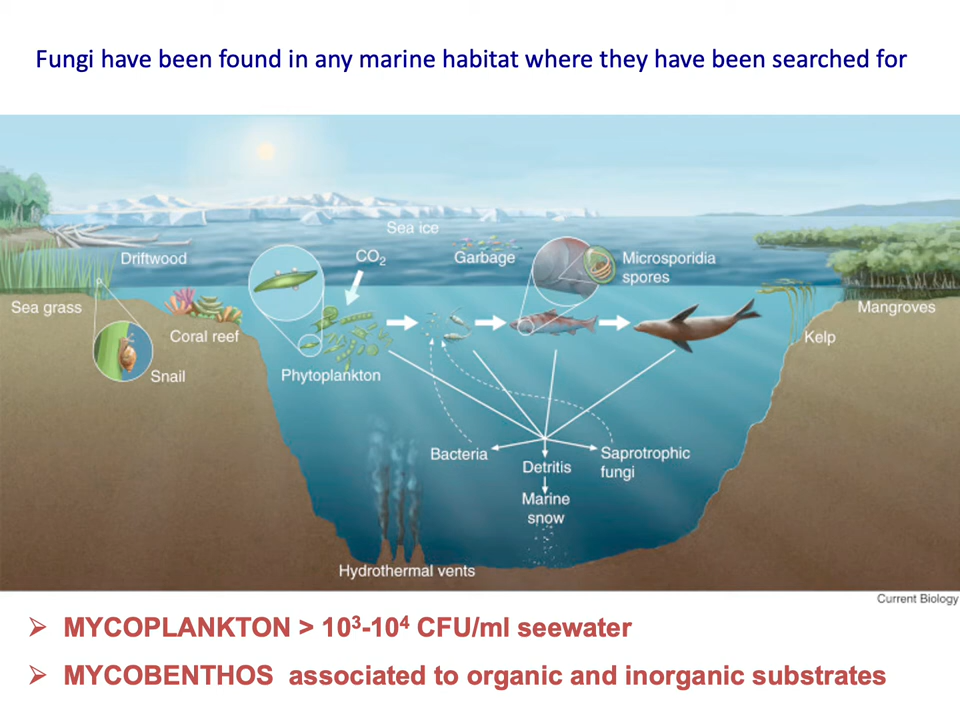 Fungi have been found in any marine habitat where they have been searched for
Sea ice
Driftwood
CO₂
Garbage
Microsporidia
spores
Sea grass
Mangroves
Coral reef
Kelp
Snail
Phytoplankton
Bacteria
Saprotrophic
fungi
Detritis
Marine
snow
Hydrothermal vents
Current Biology
➢ MYCOPLANKTON > 10³-10⁴ CFU/ml seewater
➢ MYCOBENTHOS associated to organic and inorganic substrates